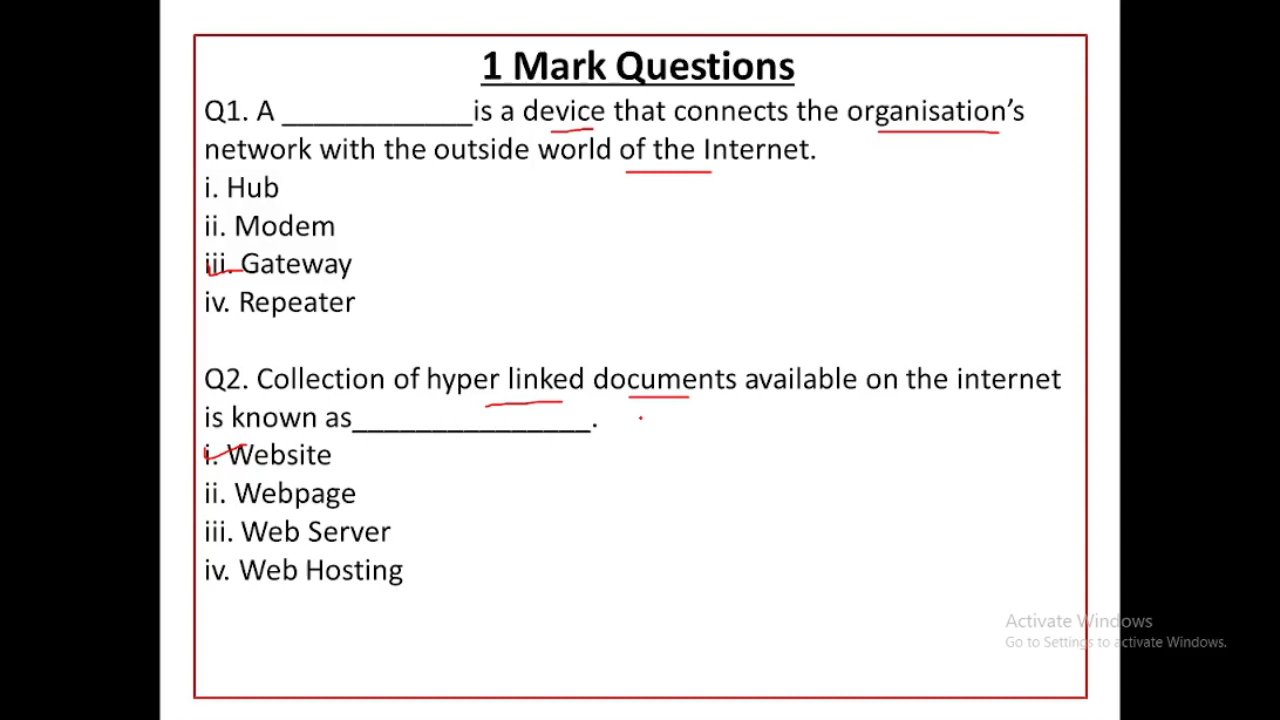 1 Mark Questions
Q1. A ____________is a device that connects the organisation’s
network with the outside world of the Internet.
i. Hub
ii. Modem
iii. Gateway
iv. Repeater
Q2. Collection of hyper linked documents available on the internet
is known as_______________.
i. Website
ii. Webpage
iii. Web Server
iv. Web Hosting
Activate Windows
Go to Settings to activate Windows.